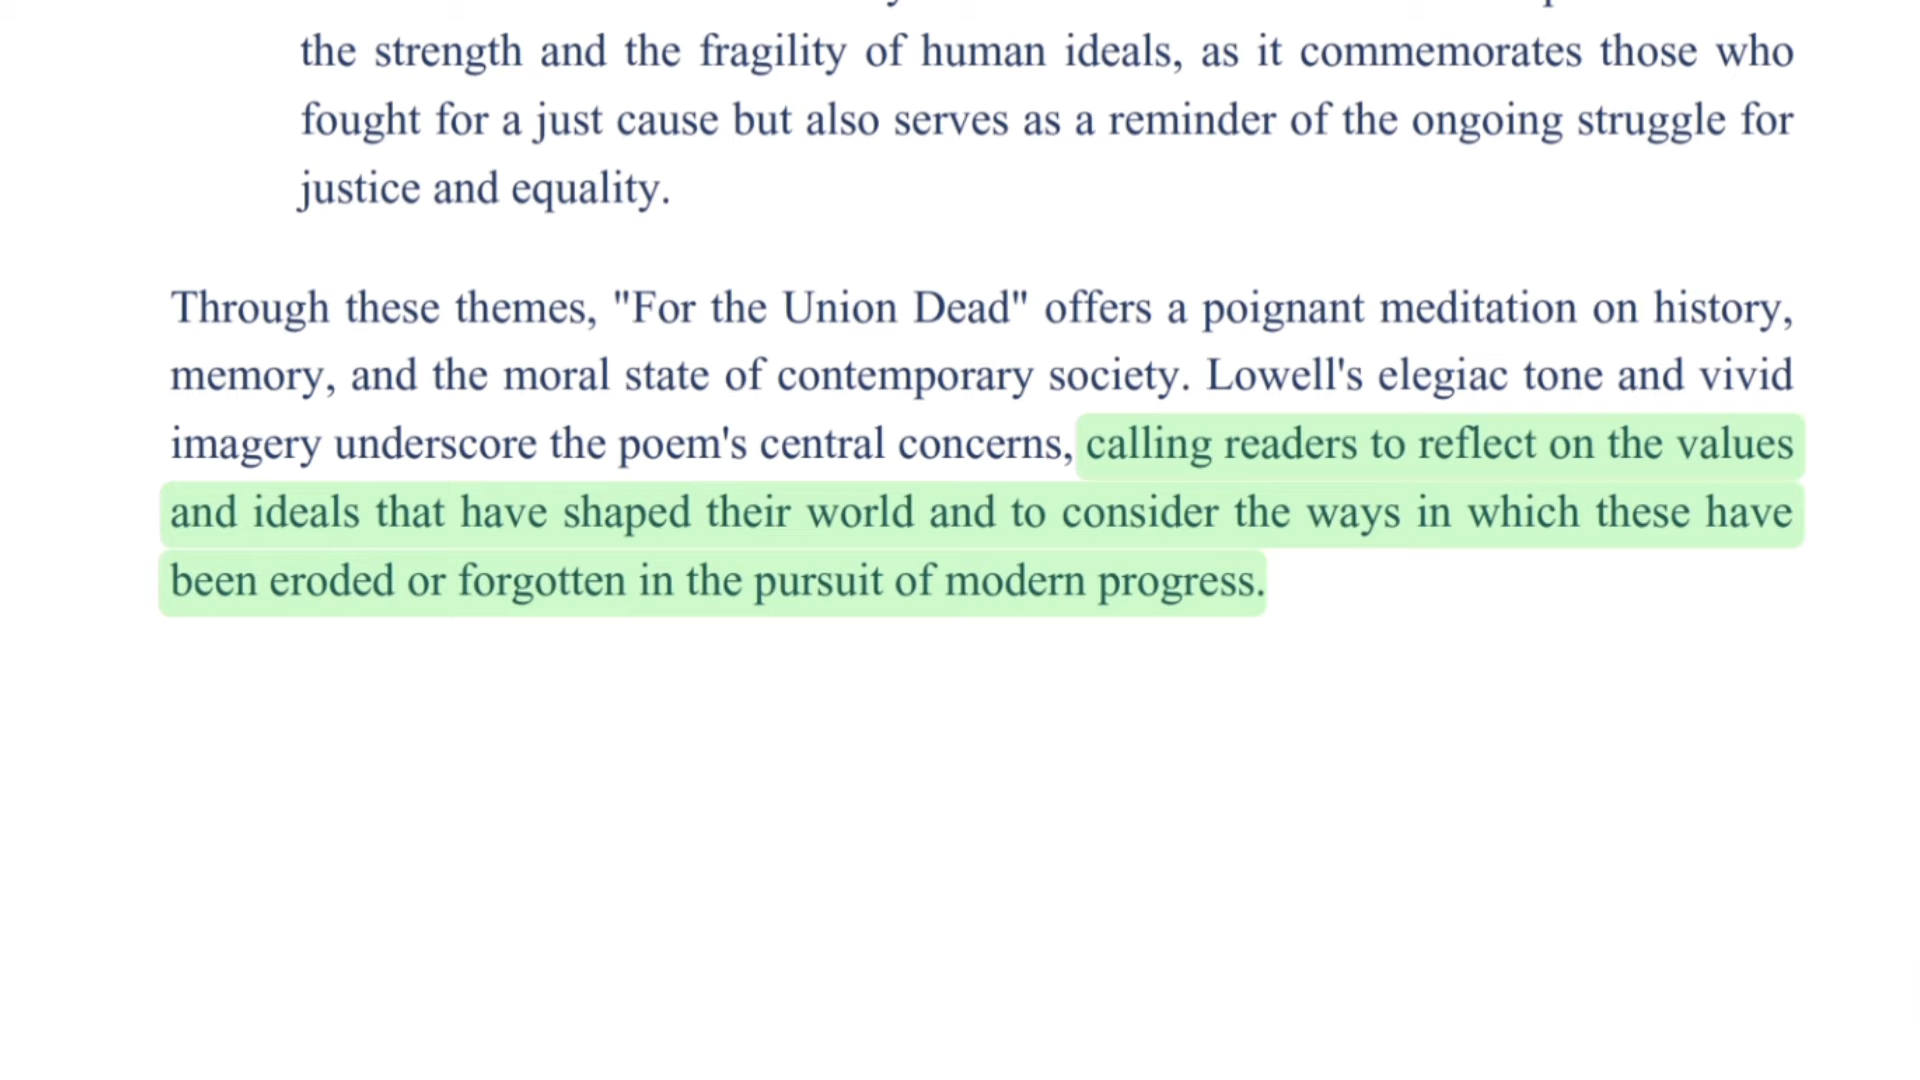 the strength and the fragility of human ideals, as it commemorates those who
fought for a just cause but also serves as a reminder of the ongoing struggle for
justice and equality.
Through these themes, "For the Union Dead" offers a poignant meditation on history,
memory, and the moral state of contemporary society. Lowell's elegiac tone and vivid
imagery underscore the poem's central concerns, calling readers to reflect on the values
and ideals that have shaped their world and to consider the ways in which these have
been eroded or forgotten in the pursuit of modern progress.